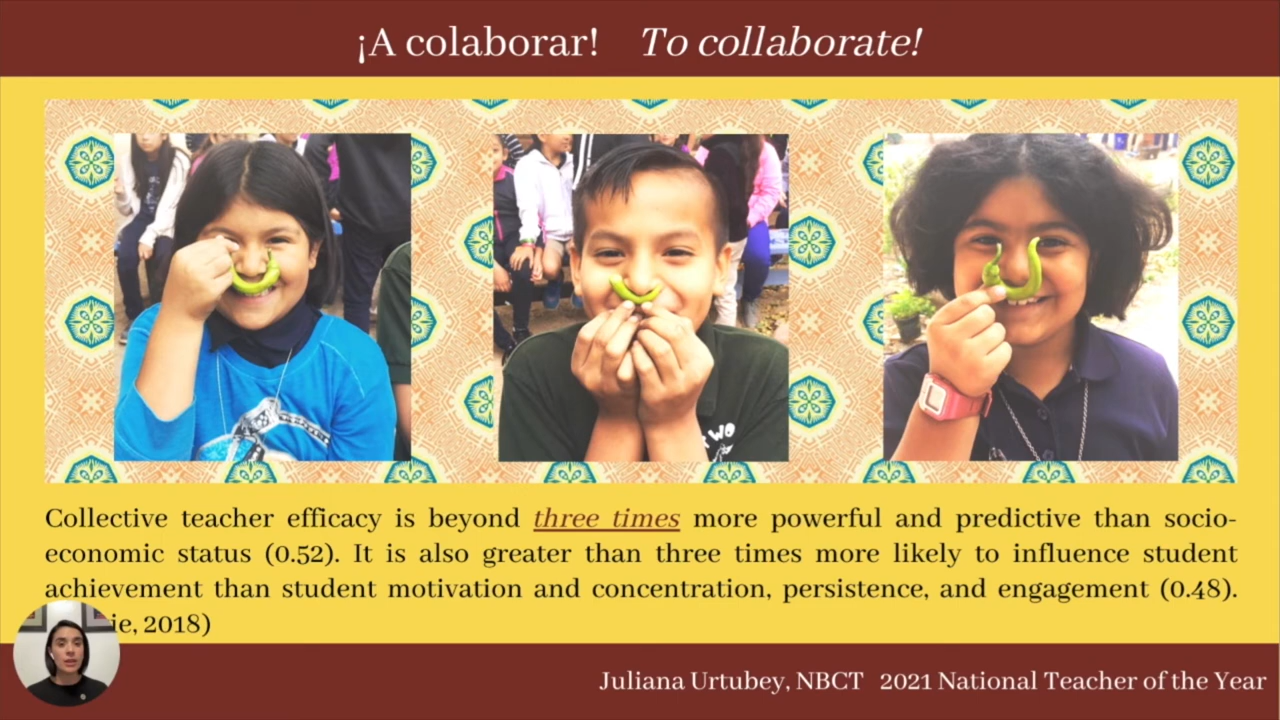 ¡A colaborar! To collaborate!
Collective teacher efficacy is beyond three times more powerful and predictive than socio-
economic status (0.52). It is also greater than three times more likely to influence student
achievement than student motivation and concentration, persistence, and engagement (0.48).
ie, 2018)
Juliana Urtubey, NBCT 2021 National Teacher of the Year